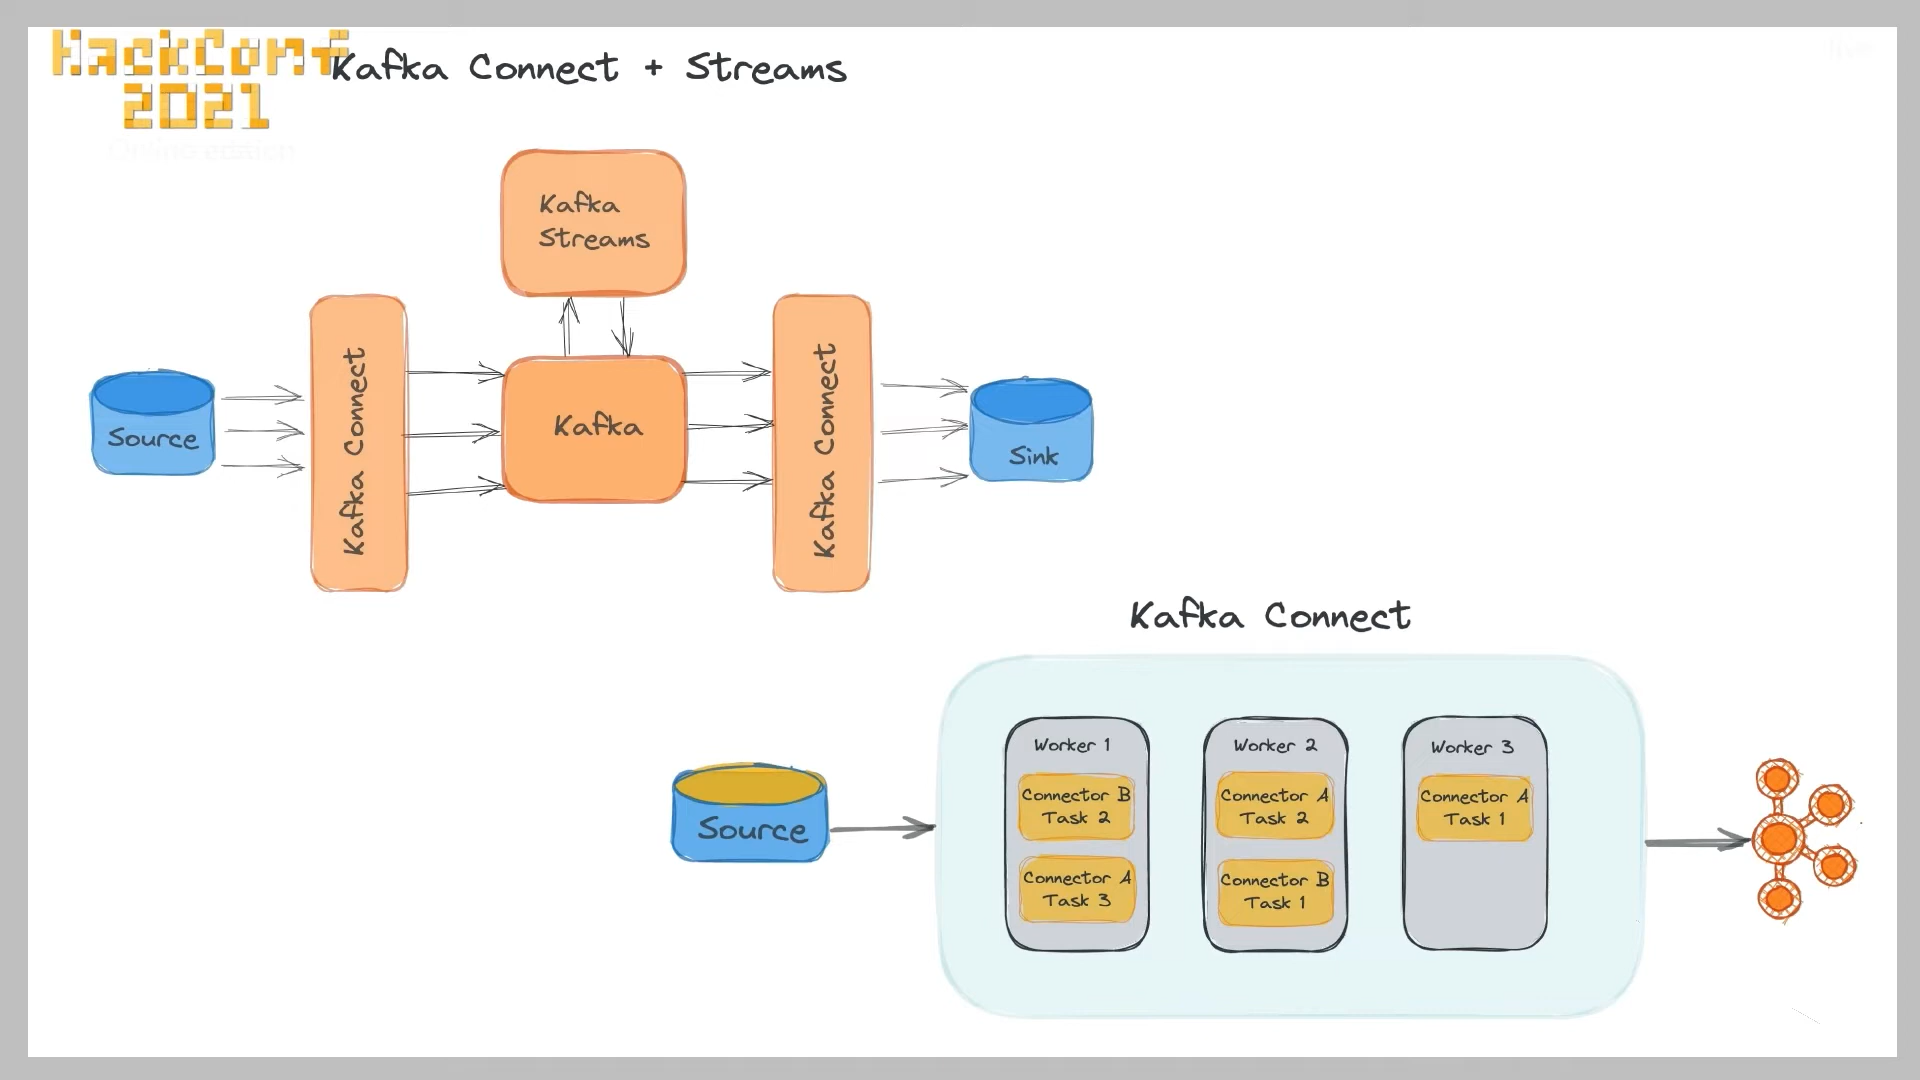 HackConf
2021
Online edition
Kafka Connect + Streams
Kafka
Streams
Source
Kafka Connect
Kafka
Kafka Connect
Sink
Kafka Connect
Source
Worker 1
Connector B
Task 2
Connector A
Task 3
Worker 2
Connector A
Task 2
Connector B
Task 1
Worker 3
Connector A
Task 1